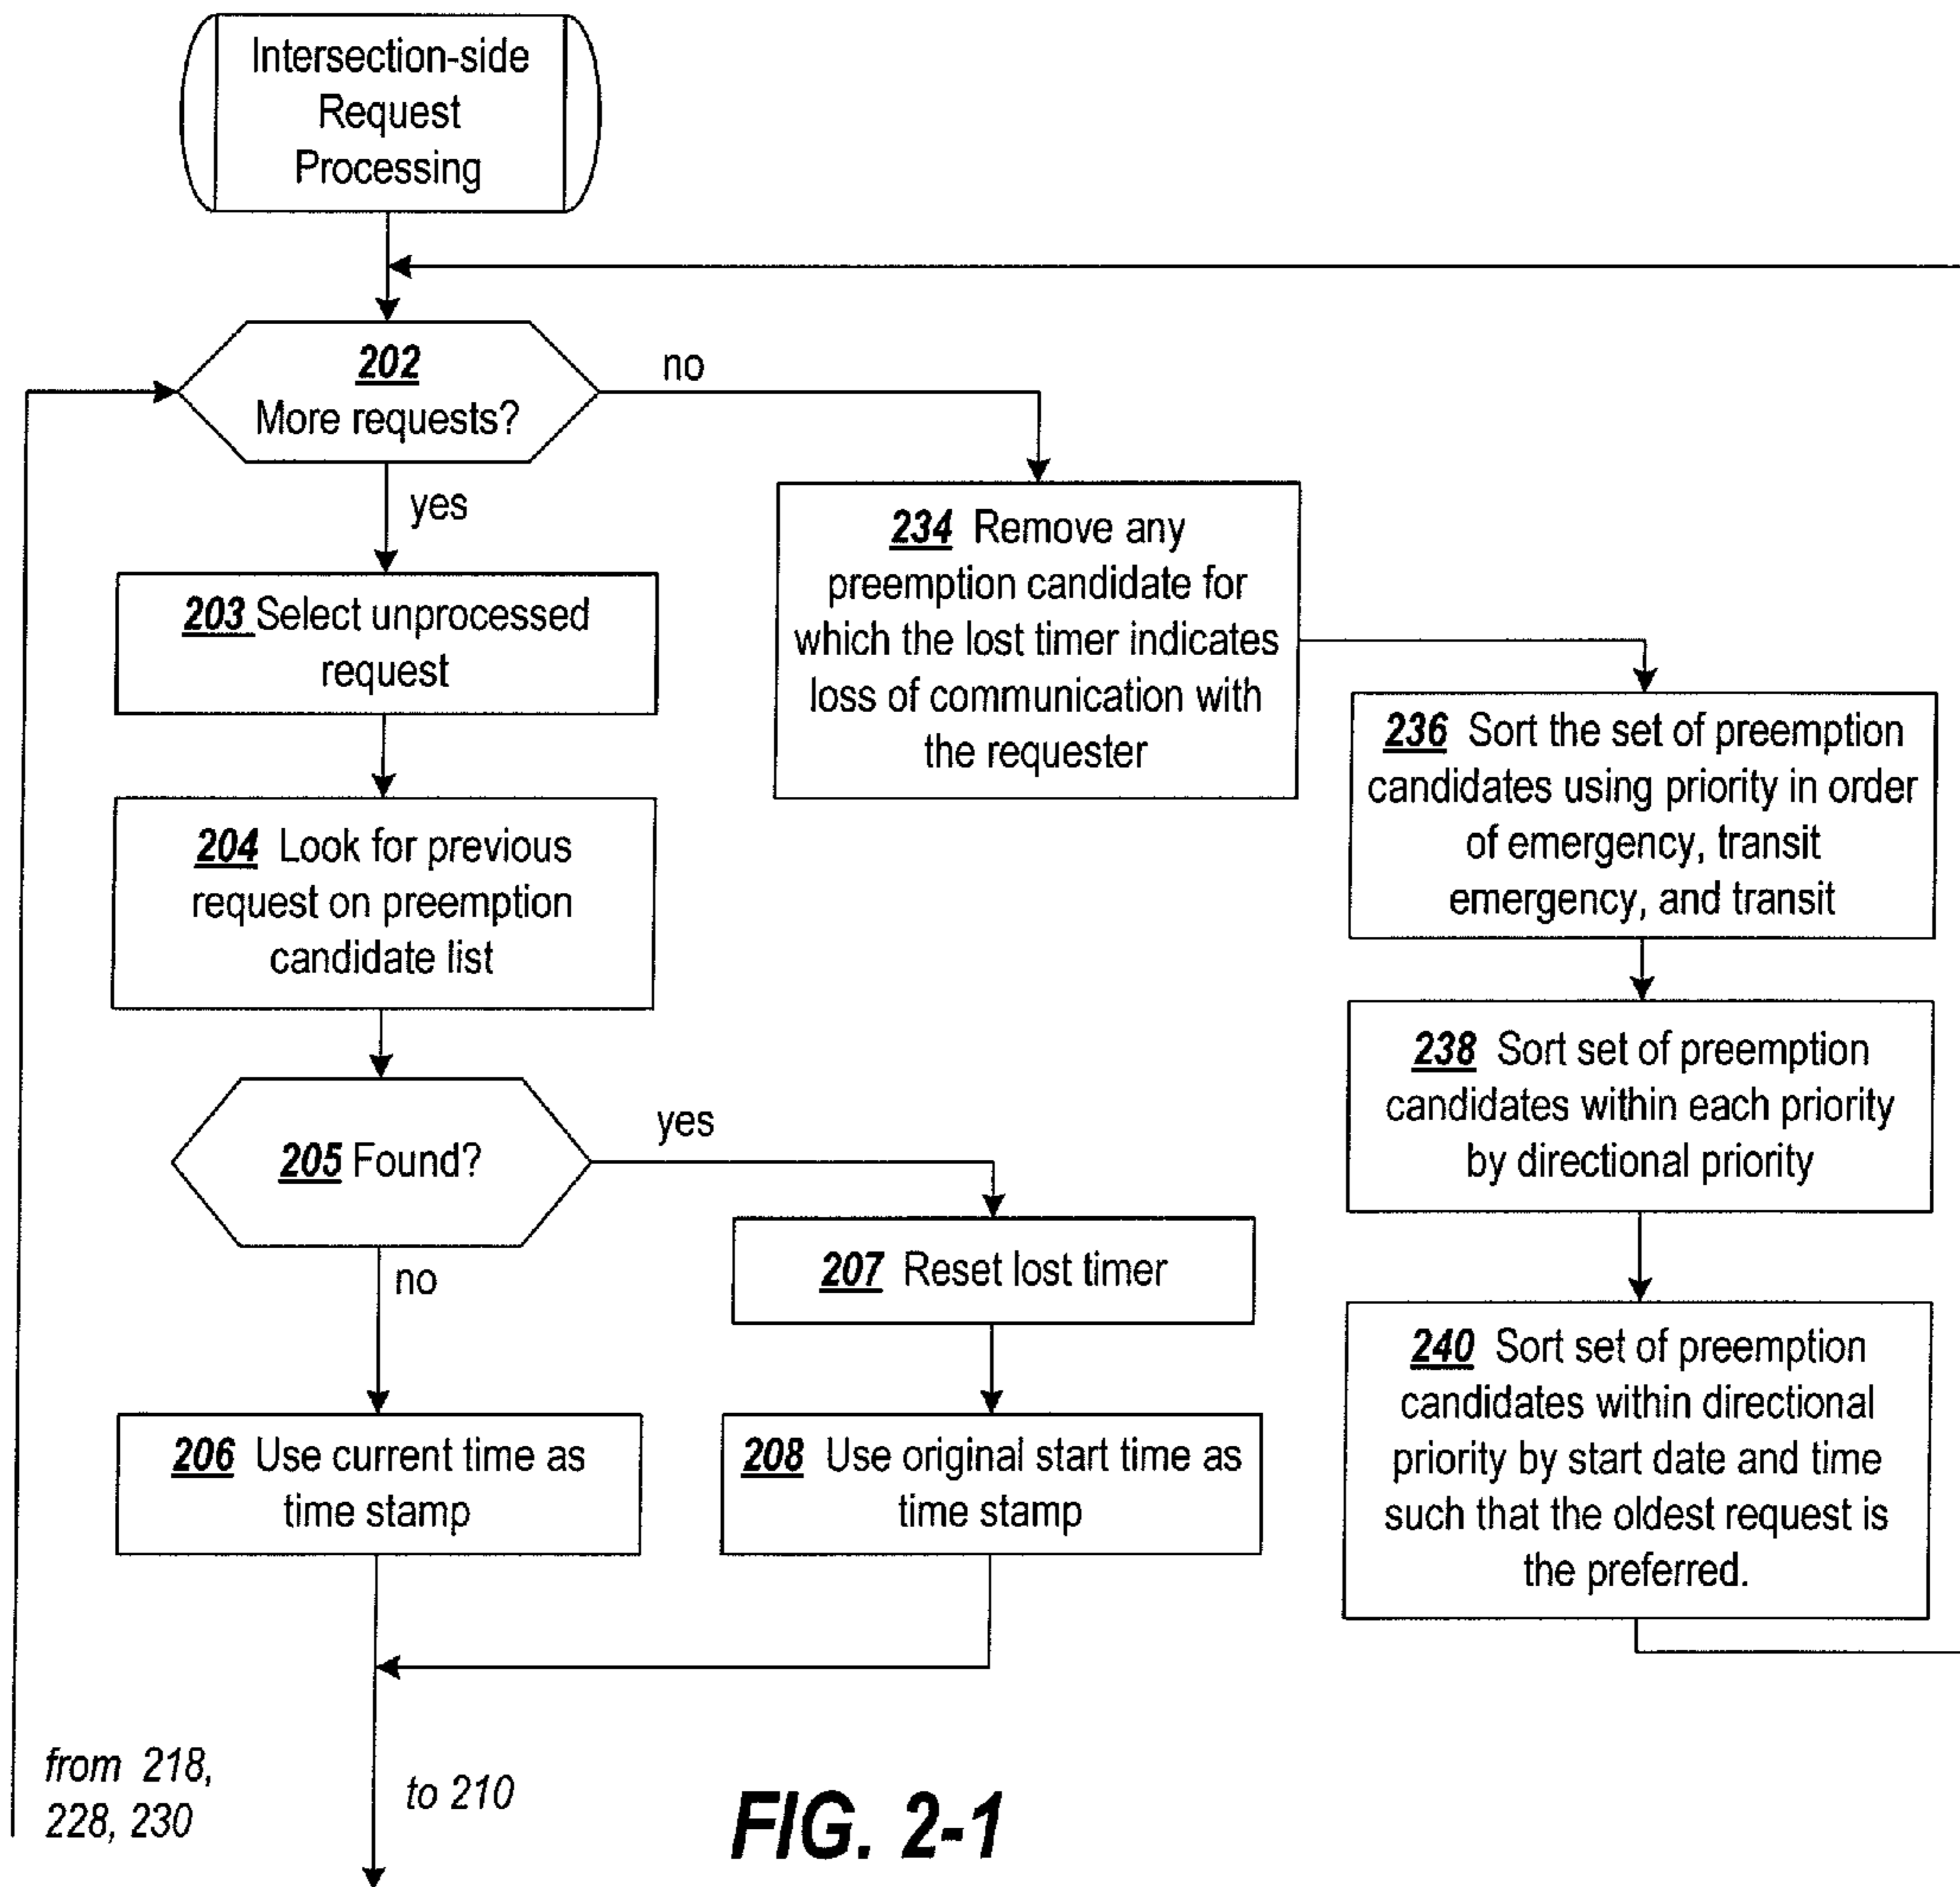 Intersection-side
Request
Processing
202
More requests?
no
yes
203 Select unprocessed
request
204 Look for previous
request on preemption
candidate list
205 Found?
yes
no
207 Reset lost timer
206 Use current time as
time stamp
208 Use original start time as
time stamp
234 Remove any
preemption candidate for
which the lost timer indicates
loss of communication with
the requester
236 Sort the set of preemption
candidates using priority in order
of emergency, transit
emergency, and transit
238 Sort set of preemption
candidates within each priority
by directional priority
240 Sort set of preemption
candidates within directional
priority by start date and time
such that the oldest request is
the preferred.
from 218,
228, 230
to 210
FIG. 2-1